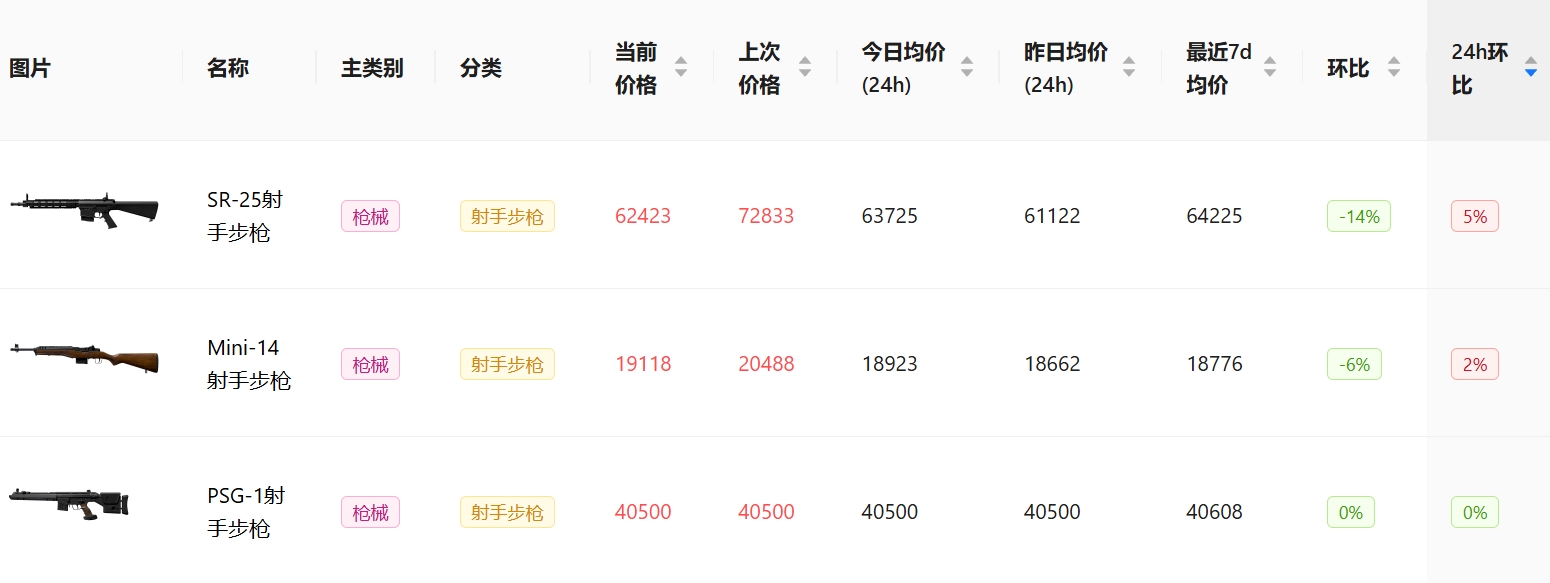 图片 名称 主类别 分类 当前价格 上次价格 今日均价(24h) 昨日均价(24h) 最近7d均价 环比 24h环比
SR-25射手步枪 枪械 射手步枪 62423 72833 63725 61122 64225 -14% 5%
Mini-14射手步枪 枪械 射手步枪 19118 20488 18923 18662 18776 -6% 2%
PSG-1射手步枪 枪械 射手步枪 40500 40500 40500 40500 40608 0% 0%